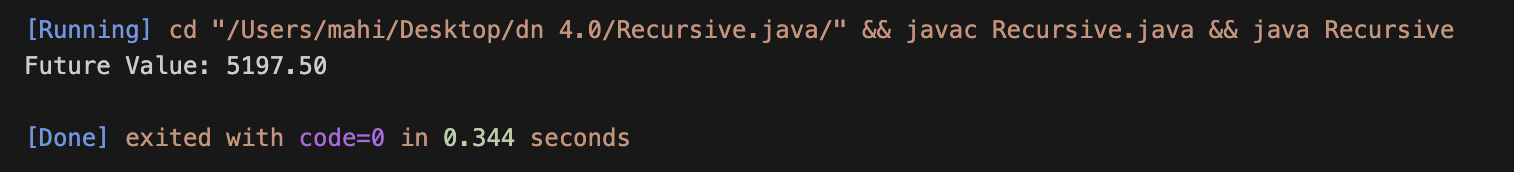 [Running] cd "/Users/mahi/Desktop/dn 4.0/Recursive.java/" && javac Recursive.java && java Recursive
Future Value: 5197.50
[Done] exited with code=0 in 0.344 seconds